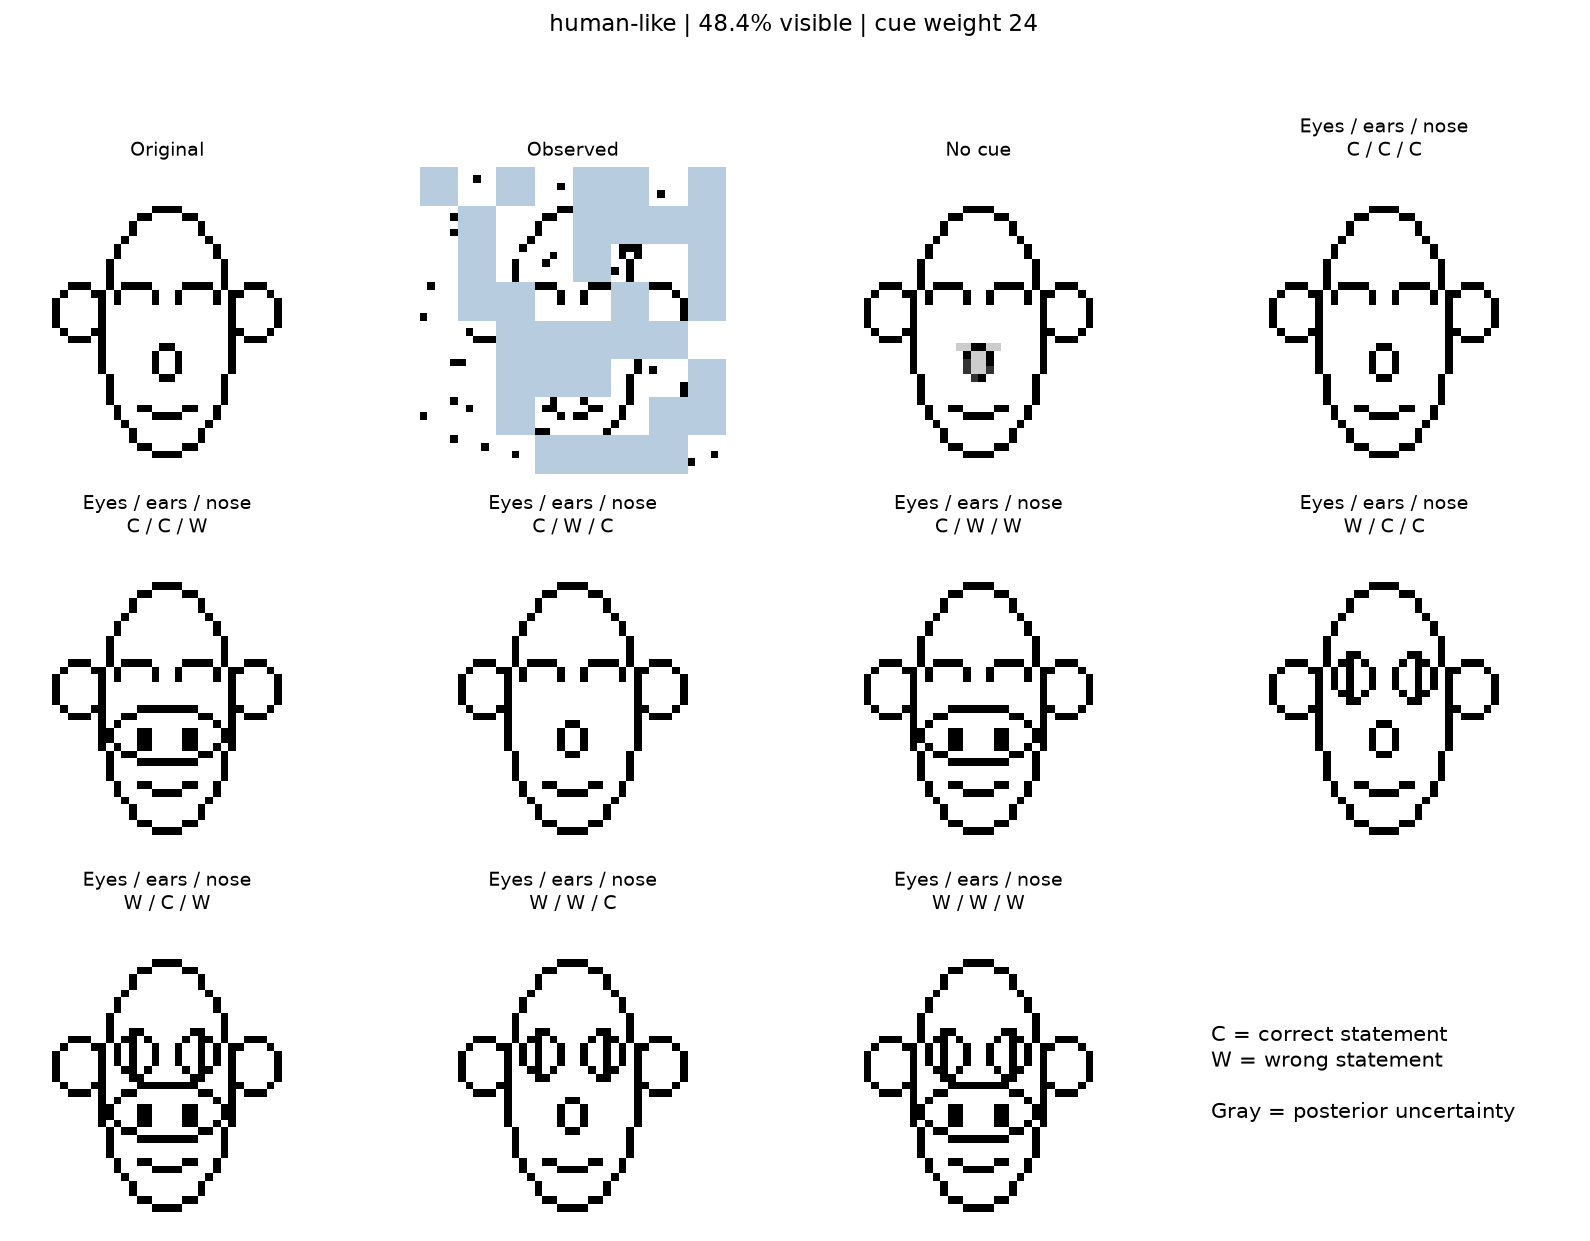 human-like | 48.4% visible | cue weight 24
Original
Observed
No cue
Eyes / ears / nose
C / C / C
Eyes / ears / nose
C / C / W
Eyes / ears / nose
C / W / C
Eyes / ears / nose
C / W / W
Eyes / ears / nose
W / C / C
Eyes / ears / nose
W / C / W
Eyes / ears / nose
W / W / C
Eyes / ears / nose
W / W / W
C = correct statement
W = wrong statement
Gray = posterior uncertainty